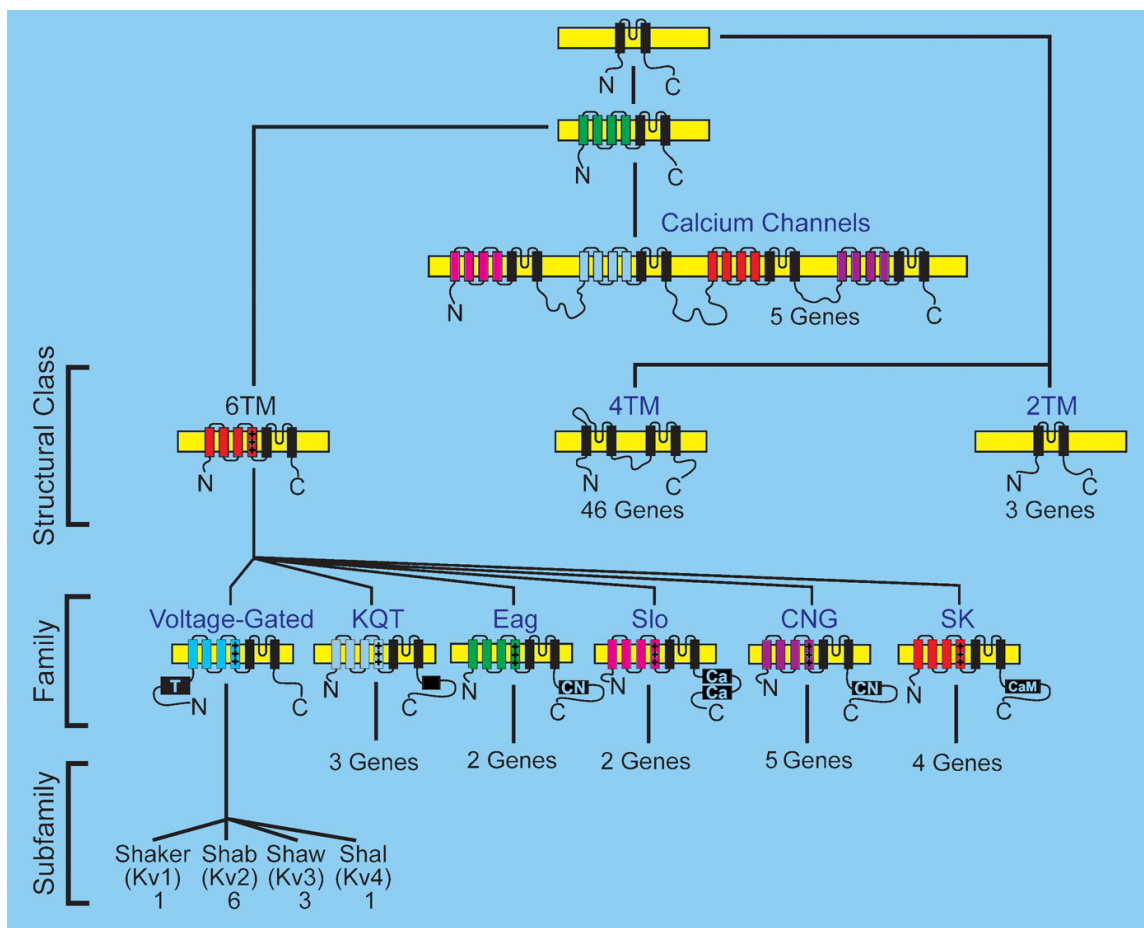 N
C
N
C
Calcium Channels
N
5 Genes
C
Structural Class
6TM
4TM
2TM
+++
N
C
N
C
N
C
46 Genes
3 Genes
Family
Voltage-Gated
KQT
Eag
Slo
CNG
SK
T
CN
Ca
Ca
CN
CaM
N
C
N
C
N
C
N
C
N
C
N
C
3 Genes
2 Genes
2 Genes
5 Genes
4 Genes
Subfamily
Shaker Shab Shaw Shal
(Kv1) (Kv2) (Kv3) (Kv4)
1 6 3 1